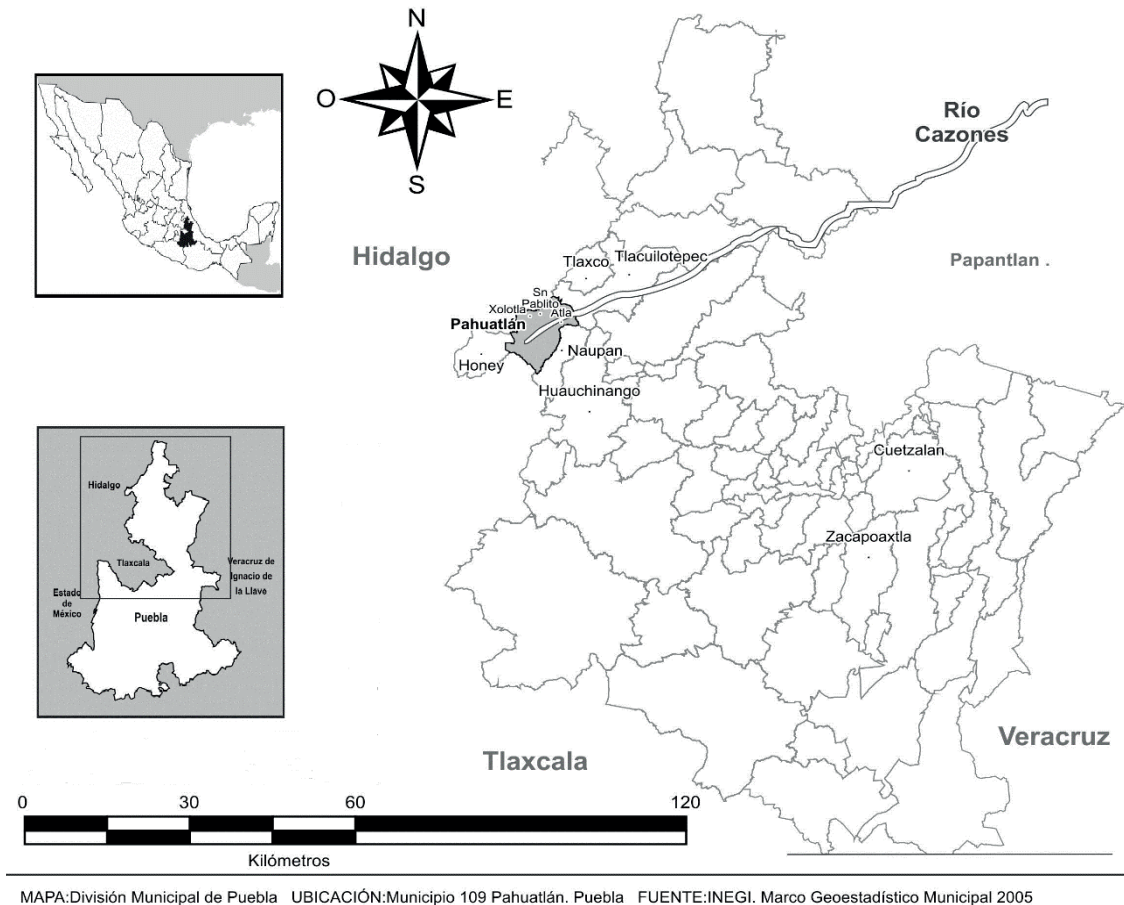 N
O E
S
Río
Cazones
Hidalgo
Tlaxco
Tlacuilotepec
Papantlan .
Sn
Pablito
Xolotla
Atla
Pahuatlán
Naupan
Honey
Huauchinango
Cuetzalan
Zacapoaxtla
Hidalgo
Tlaxcala
Veracruz de
Ignacio de
la Llave
Estado
de
México
Puebla
Tlaxcala
Veracruz
0 30 60 120
Kilómetros
MAPA:División Municipal de Puebla UBICACIÓN:Municipio 109 Pahuatlán. Puebla FUENTE:INEGI. Marco Geoestadístico Municipal 2005